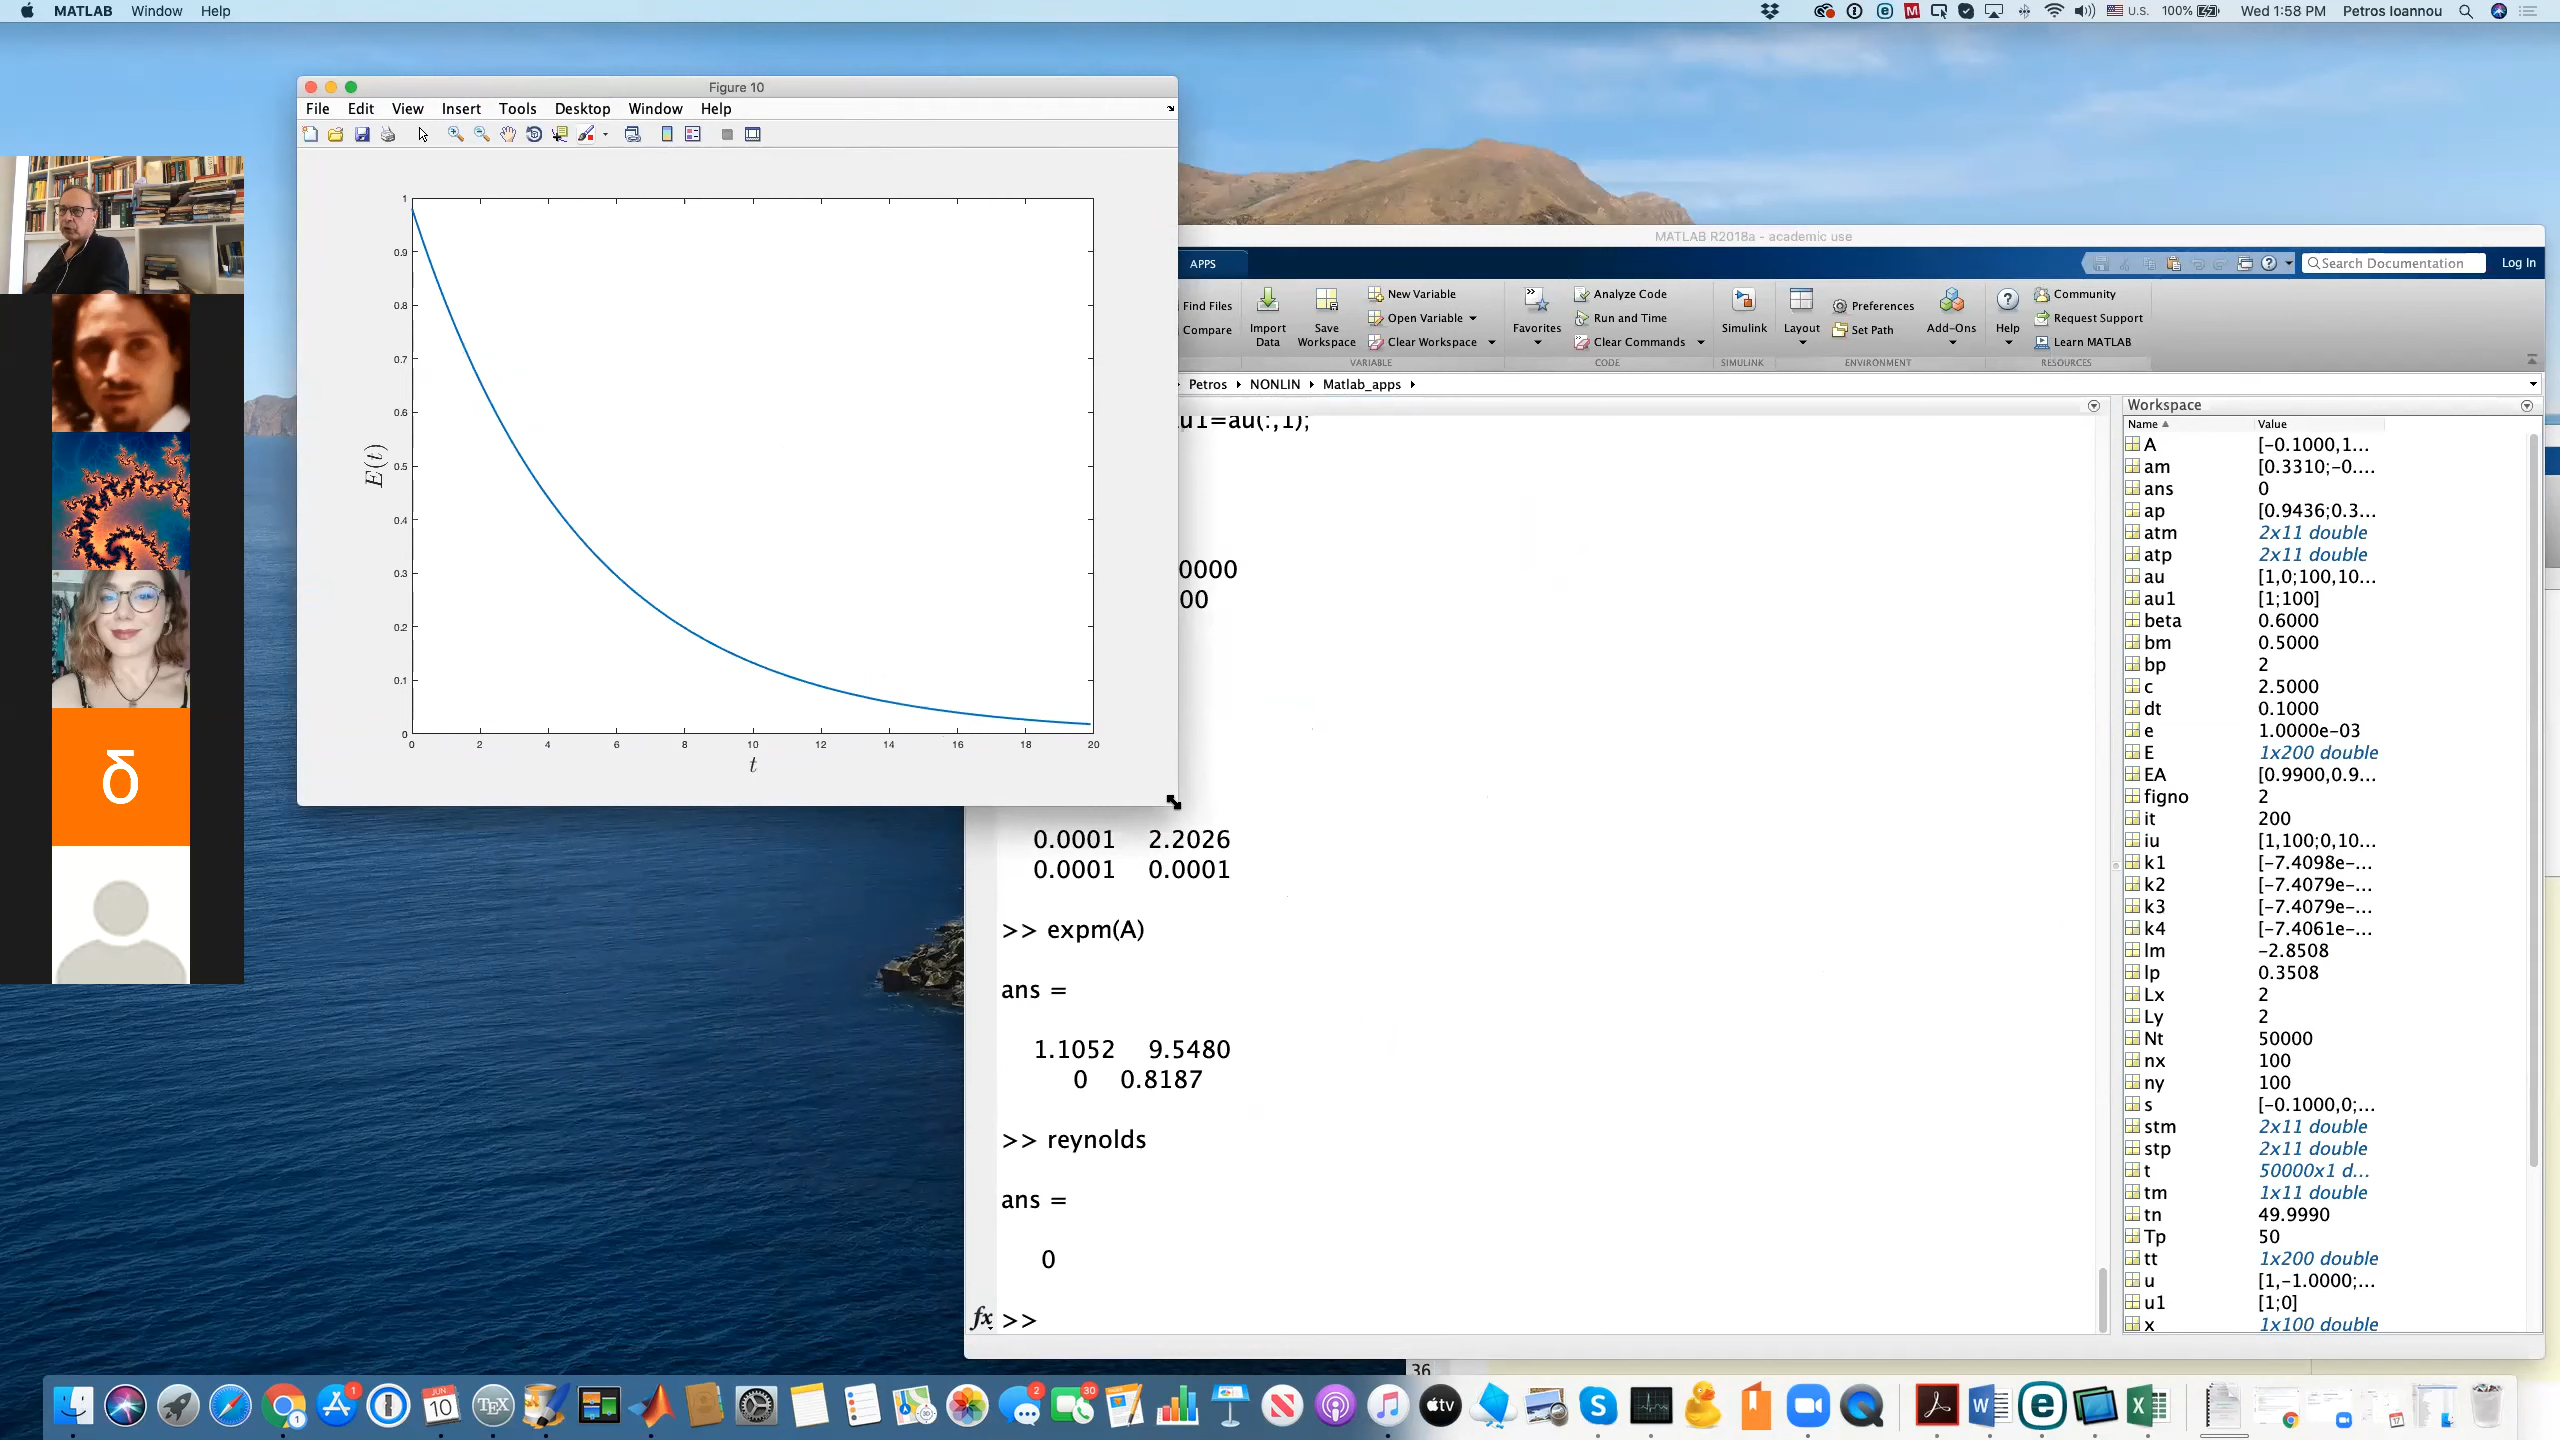 MATLAB Window Help
U.S. 100% Wed 1:58 PM Petros Ioannou
Figure 10
File Edit View Insert Tools Desktop Window Help
1
0.9
0.8
0.7
0.6
0.5
0.4
0.3
0.2
0.1
0
E(t)
0 2 4 6 8 10 12 14 16 18 20
t
δ
MATLAB R2018a - academic use
APPS
Search Documentation
Log In
Find Files
Compare
Import Data
Save Workspace
New Variable
Open Variable
Clear Workspace
VARIABLE
Favorites
Analyze Code
Run and Time
Clear Commands
CODE
Simulink
SIMULINK
Layout
Preferences
Set Path
Add-Ons
ENVIRONMENT
Help
Community
Request Support
Learn MATLAB
RESOURCES
Petros NONLIN Matlab_apps
u1=au(:,1);
0000
00
0.0001 2.2026
0.0001 0.0001
>> expm(A)
ans =
1.1052 9.5480
0 0.8187
>> reynolds
ans =
0
fx >>
Workspace
Name Value
A [-0.1000,1...
am [0.3310;-0....
ans 0
ap [0.9436;0.3...
atm 2x11 double
atp 2x11 double
au [1,0;100,10...
au1 [1;100]
beta 0.6000
bm 0.5000
bp 2
c 2.5000
dt 0.1000
e 1.0000e-03
E 1x200 double
EA [0.9900,0.9...
figno 2
it 200
iu [1,100;0,10...
k1 [-7.4098e-...
k2 [-7.4079e-...
k3 [-7.4079e-...
k4 [-7.4061e-...
lm -2.8508
lp 0.3508
Lx 2
Ly 2
Nt 50000
nx 100
ny 100
s [-0.1000,0;...
stm 2x11 double
stp 2x11 double
t 50000x1 d...
tm 1x11 double
tn 49.9990
Tp 50
tt 1x200 double
u [1,-1.0000;...
u1 [1;0]
x 1x100 double
36
1
1
JUN
10
TEX
2
30
tv